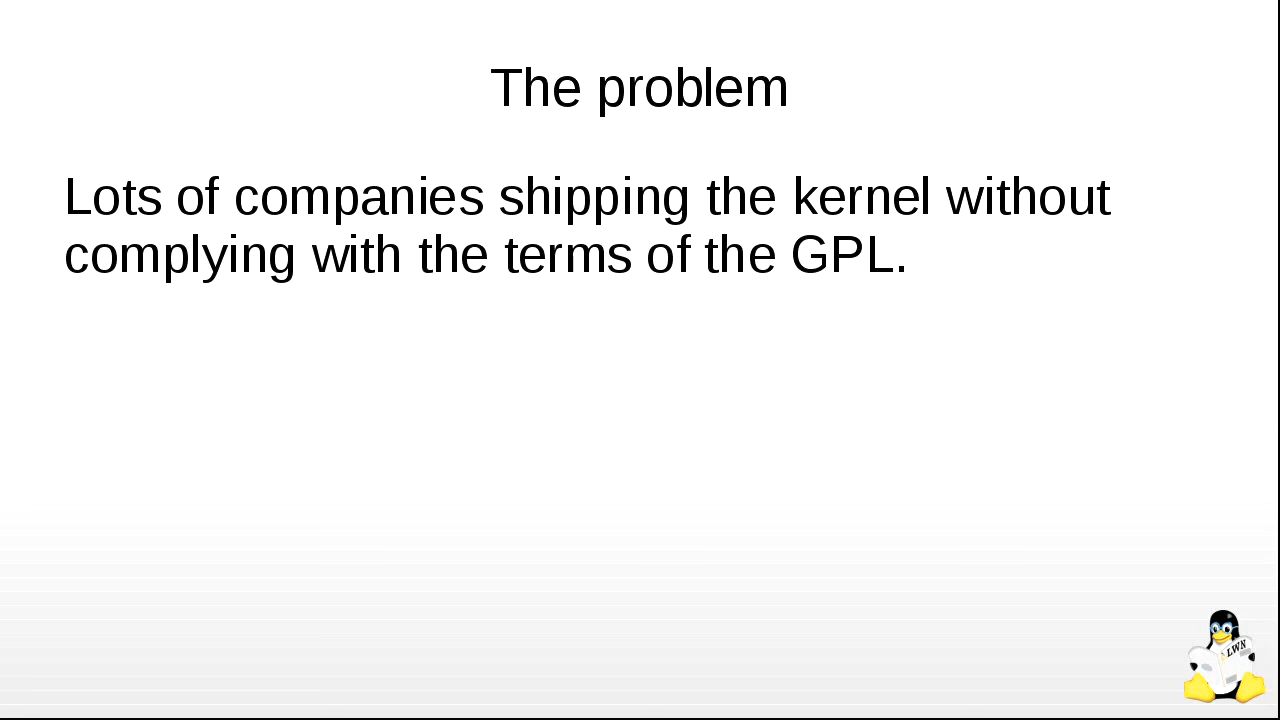 The problem
Lots of companies shipping the kernel without
complying with the terms of the GPL.
LWN